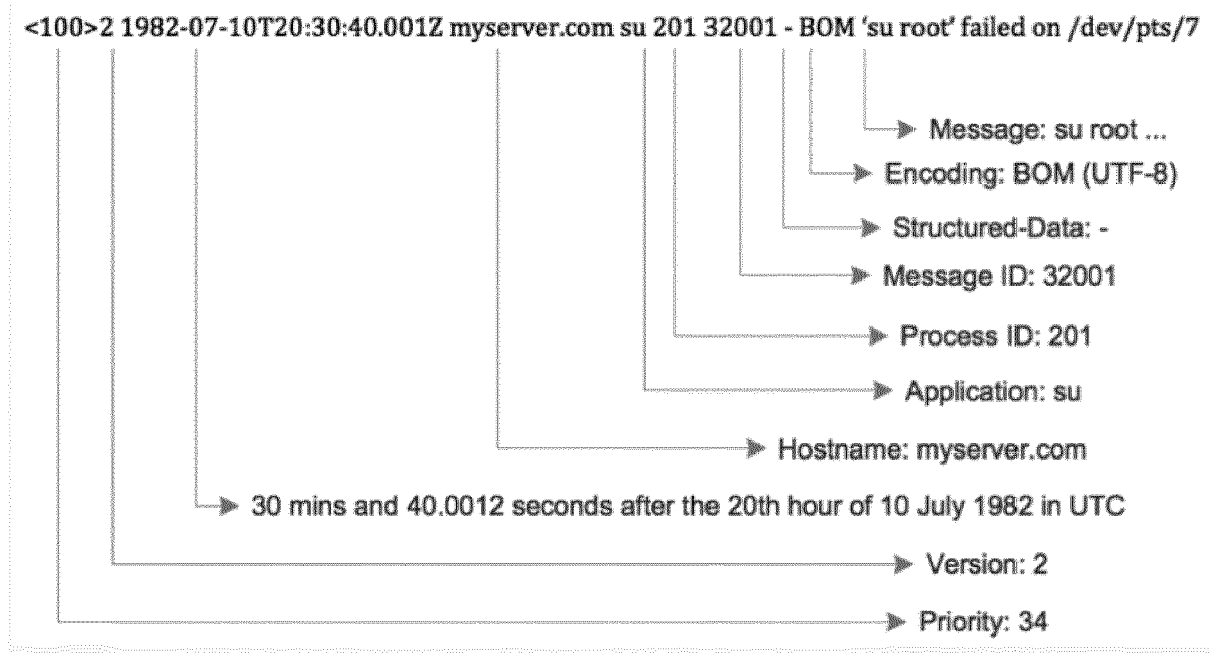 <100>2 1982-07-10T20:30:40.001Z myserver.com su 201 32001 - BOM ‘su root’ failed on /dev/pts/7
Message: su root ...
Encoding: BOM (UTF-8)
Structured-Data: -
Message ID: 32001
Process ID: 201
Application: su
Hostname: myserver.com
30 mins and 40.0012 seconds after the 20th hour of 10 July 1982 in UTC
Version: 2
Priority: 34